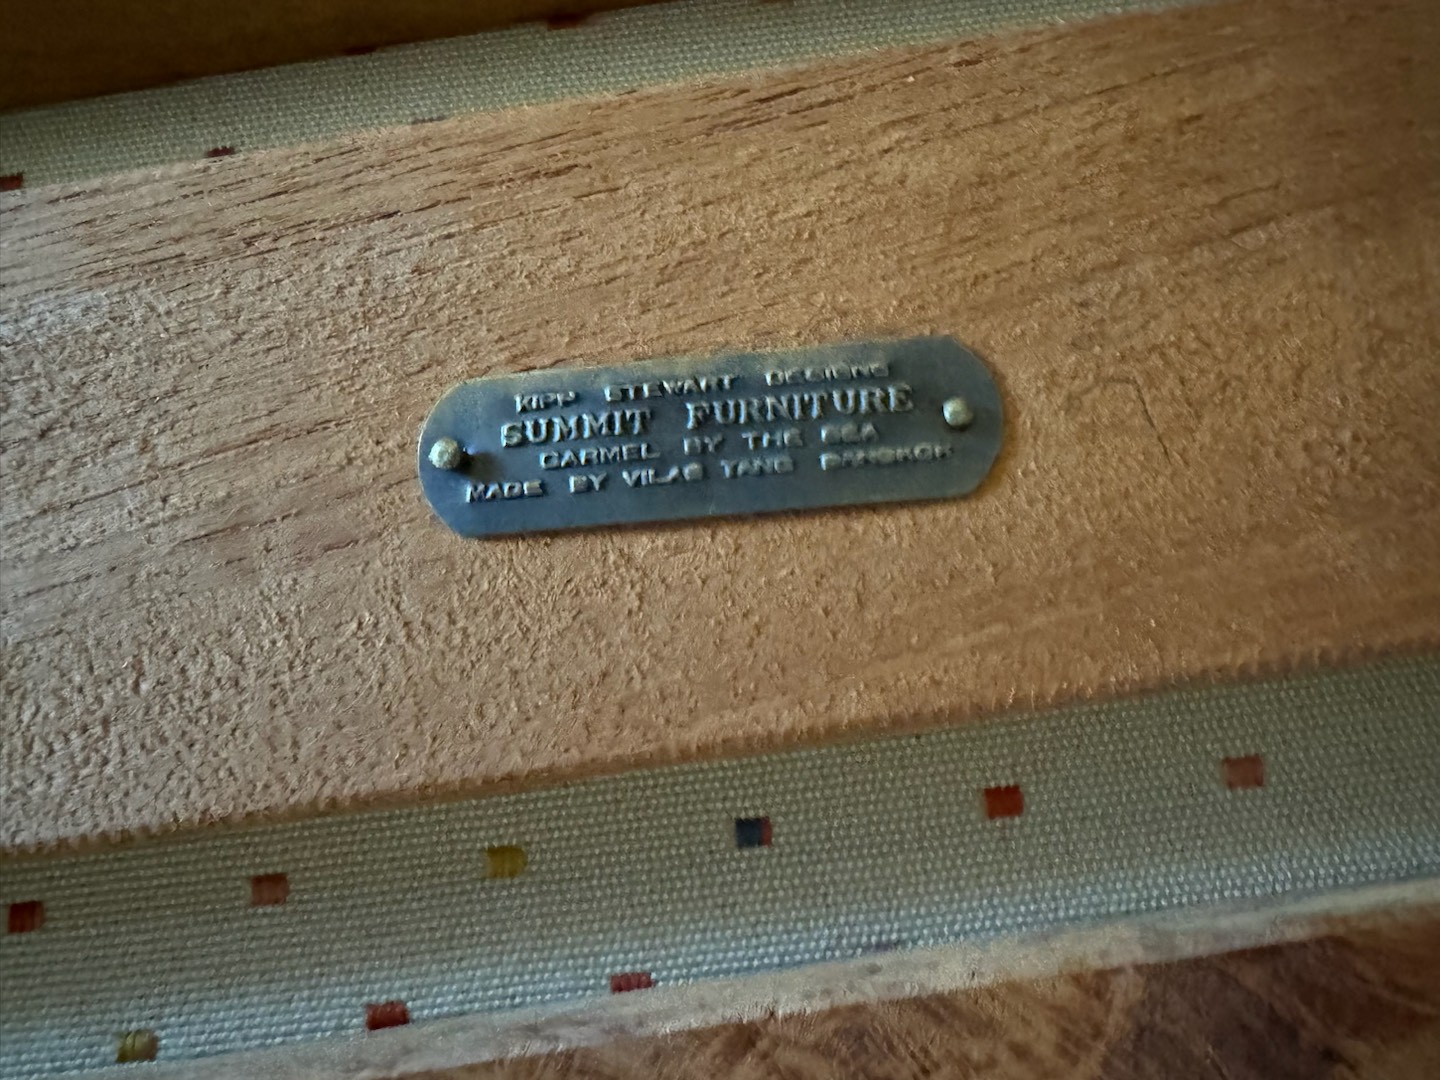 KIPP STEWART DESIGNS
SUMMIT FURNITURE
CARMEL BY THE SEA
MADE BY VILAS TANG BANGKOK